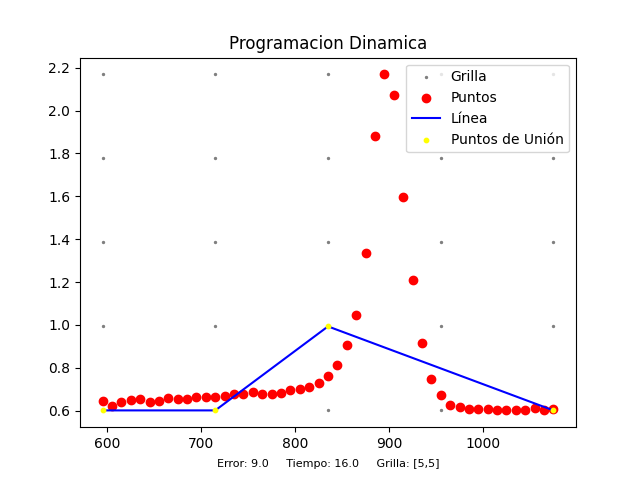 Programacion Dinamica
Grilla
Puntos
Línea
Puntos de Unión
2.2
2.0
1.8
1.6
1.4
1.2
1.0
0.8
0.6
600 700 800 900 1000
Error: 9.0 Tiempo: 16.0 Grilla: [5,5]